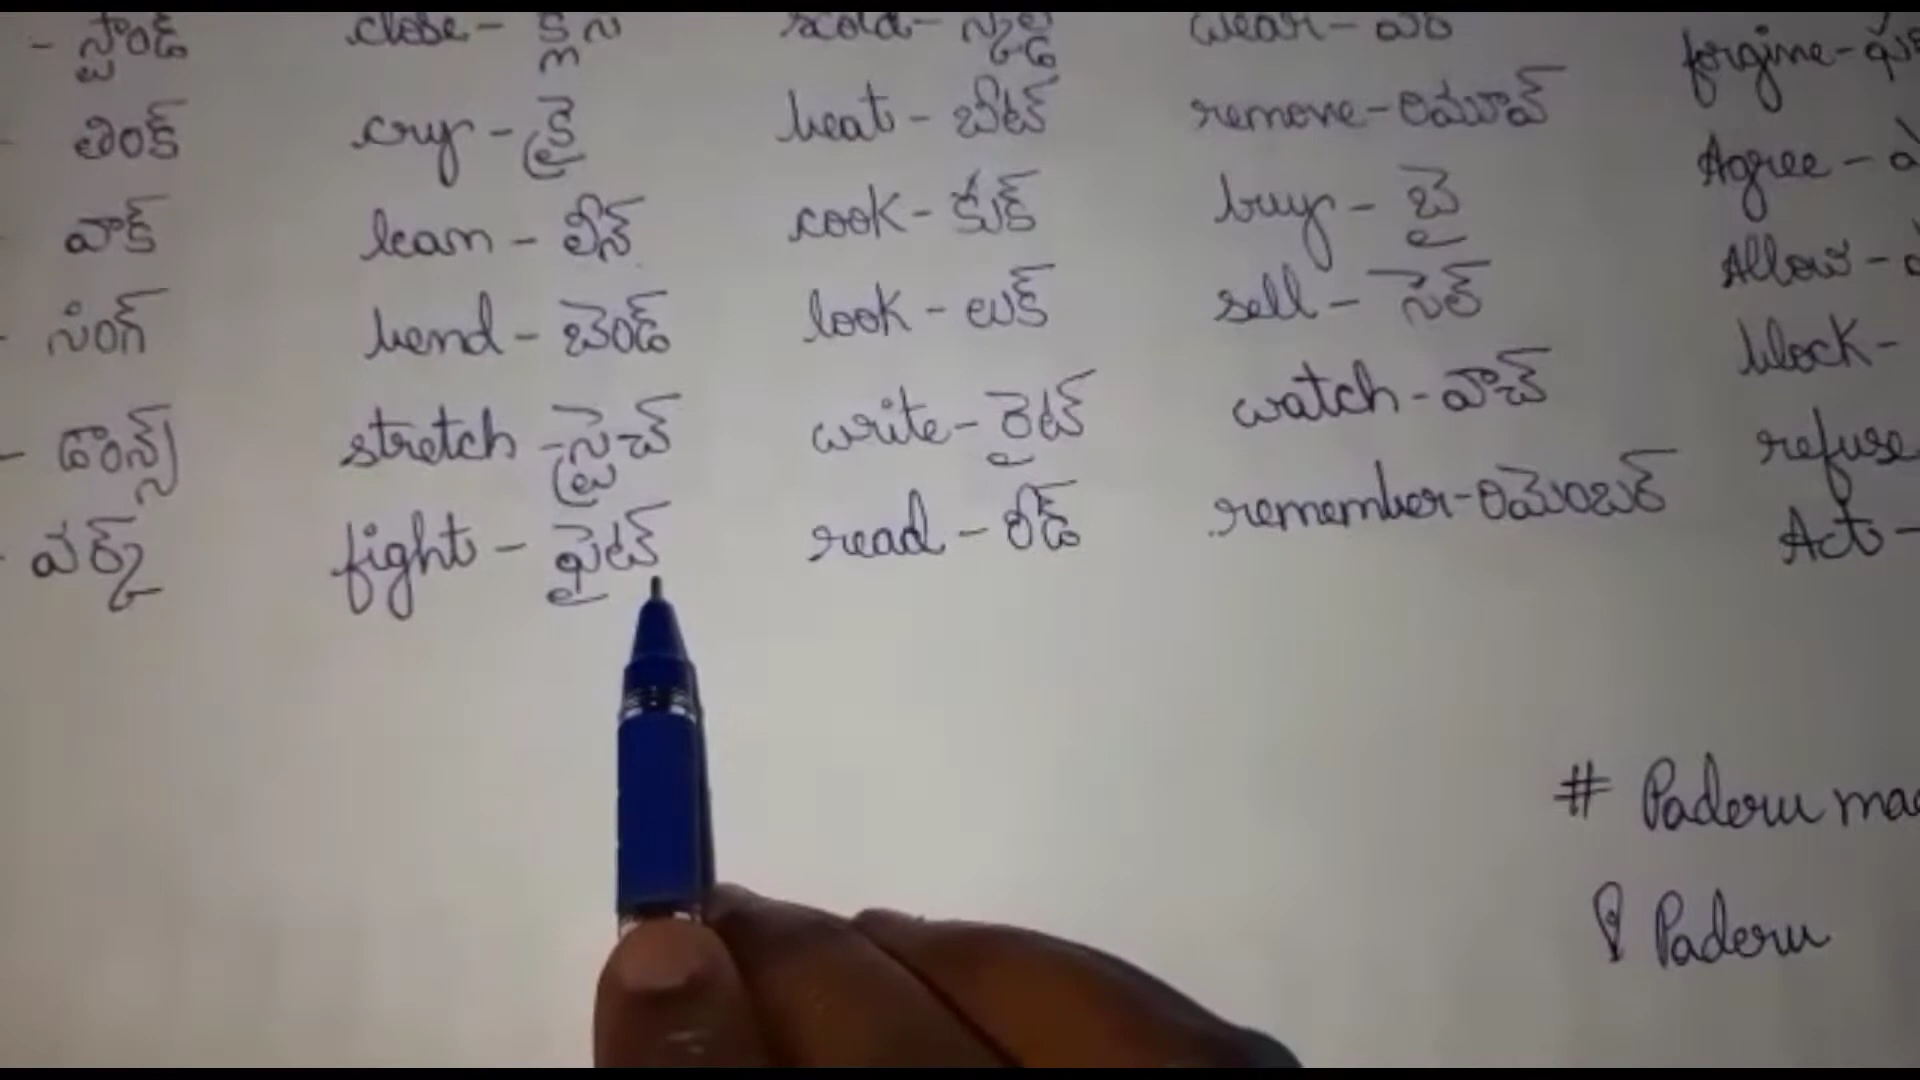 - స్టాండ్ close - క్లోస్ scold - స్కోల్డ్ wear - వేర్ forgive -
- తింక్ cry - క్రై beat - బీట్ remove - రిమూవ్ Agree -
- వాక్ learn - లీన్ cook - కుక్ buy - బై Allow -
- సింగ్ bend - బెండ్ look - లుక్ sell - సెల్ block -
- డాన్స్ stretch - స్ట్రెచ్ write - రైట్ watch - వాచ్ refuse
- వర్క్ fight - ఫైట్ read - రీడ్ remember - రిమెంబర్ Act -
# Paderu
Paderu